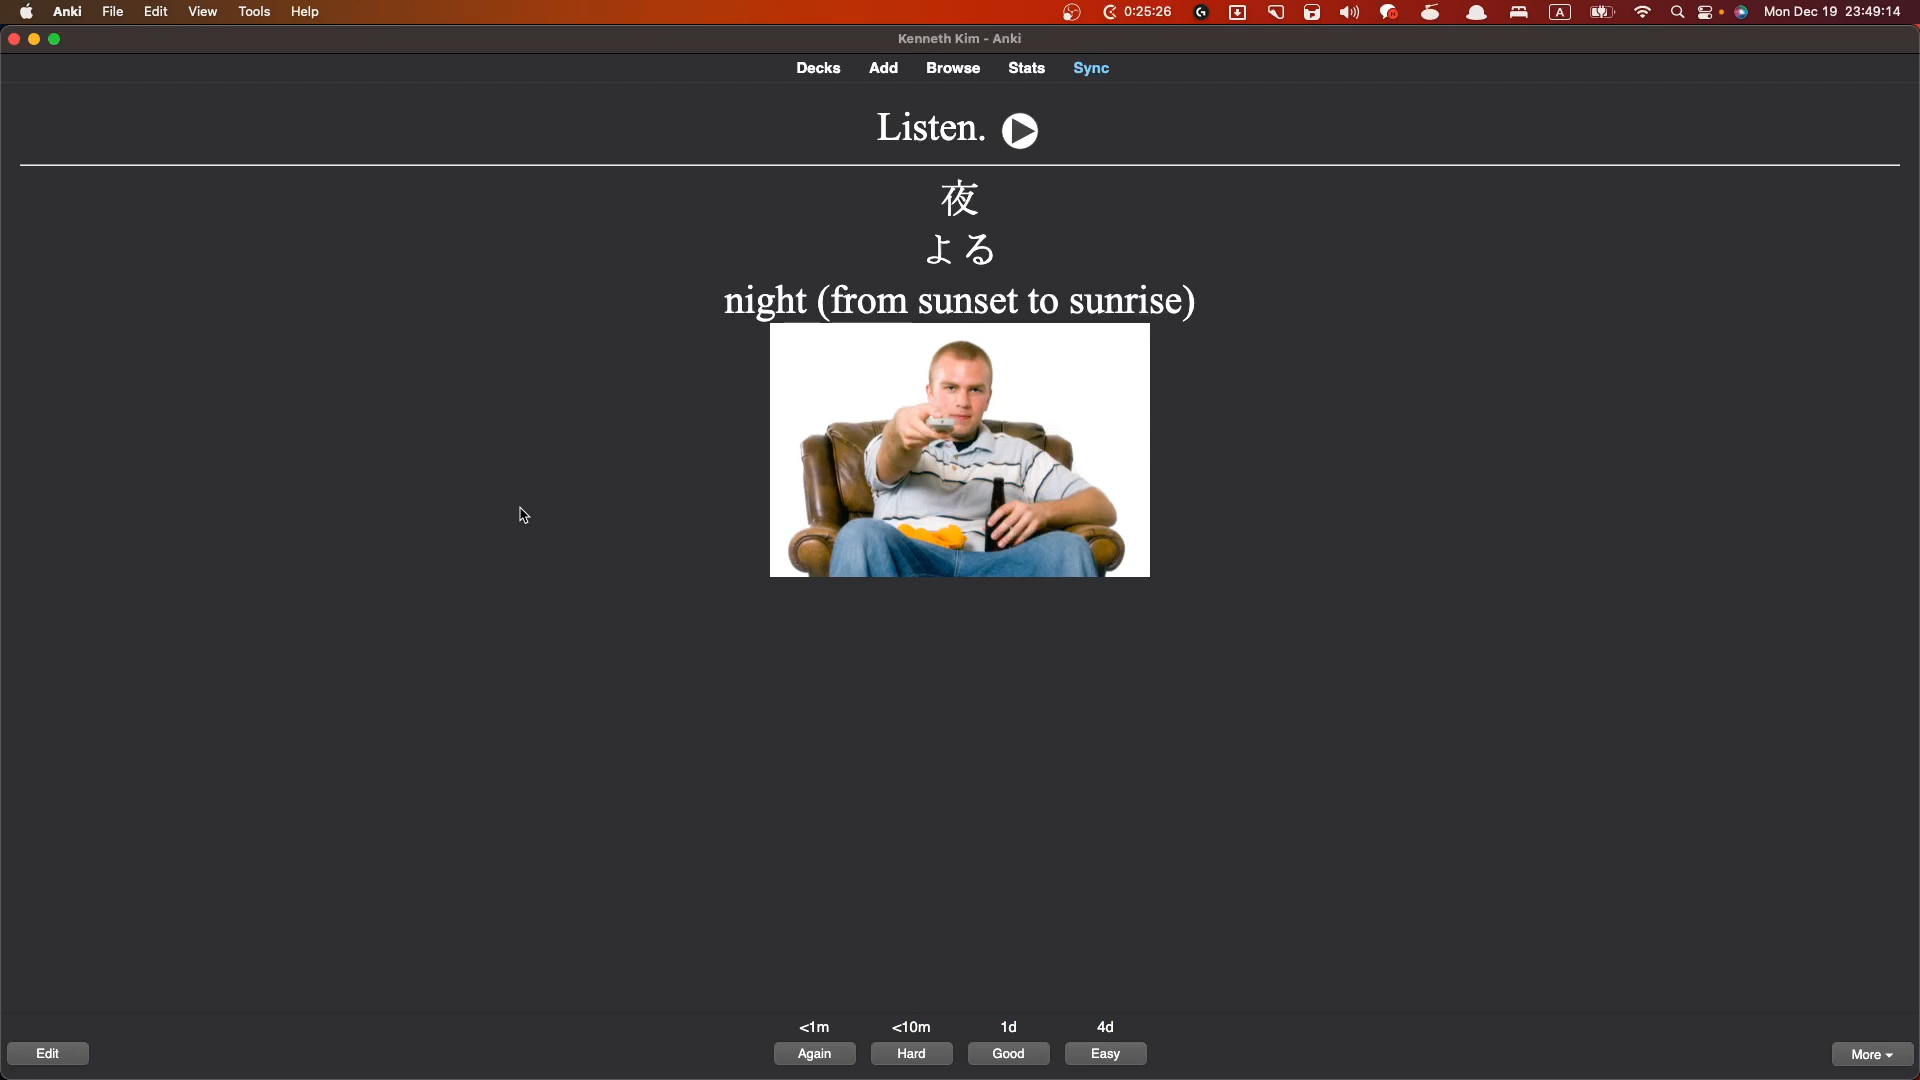 Anki File Edit View Tools Help 0:25:26 A Mon Dec 19 23:49:14
Kenneth Kim - Anki
Decks Add Browse Stats Sync
Listen.
夜
よる
night (from sunset to sunrise)
<1m <10m 1d 4d
Edit Again Hard Good Easy More